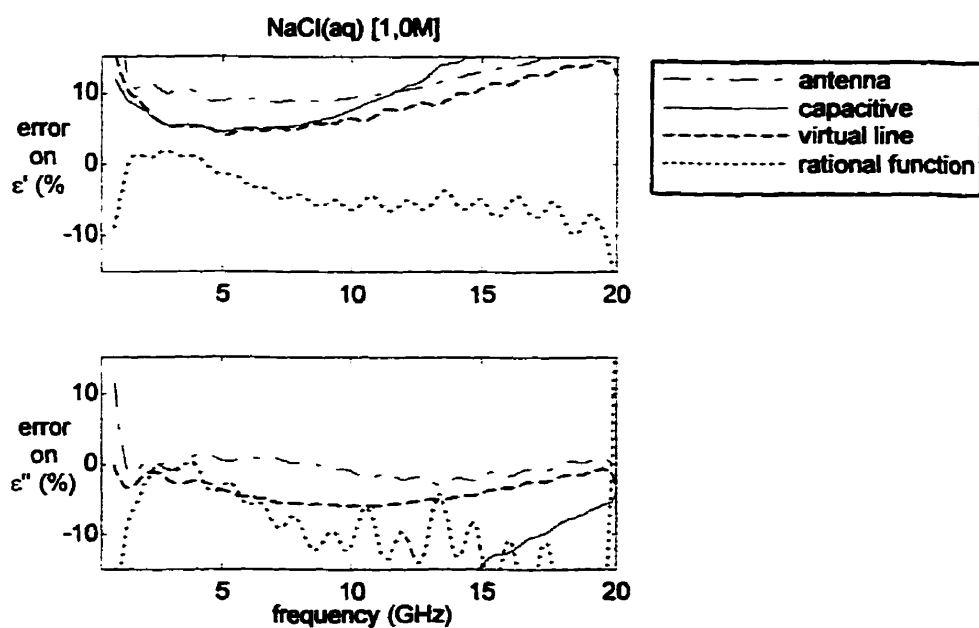 NaCl(aq) [1,0M]
10
0
-10
error
on
ε' (%
5
10
15
20
antenna
capacitive
virtual line
rational function
10
0
-10
error
on
ε'' (%)
5
10
15
20
frequency (GHz)